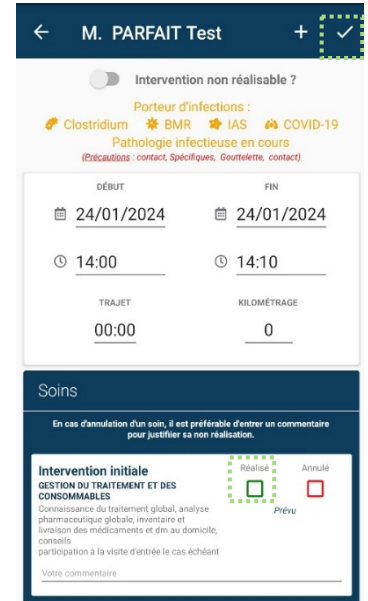 M. PARFAIT Test
Intervention non réalisable ?
Porteur d'infections :
Clostridium BMR IAS COVID-19
Pathologie infectieuse en cours
(Précautions : contact, Spécifiques, Gouttelette, contact)
DÉBUT FIN
24/01/2024 24/01/2024
14:00 14:10
TRAJET KILOMÉTRAGE
00:00 0
Soins
En cas d'annulation d'un soin, il est préférable d'entrer un commentaire
pour justifiier sa non réalisation.
Intervention initiale Réalisé Annulé
GESTION DU TRAITEMENT ET DES
CONSOMMABLES
Connaissance du traitement global, analyse
pharmaceutique globale, inventaire et Prévu
livraison des médicaments et dm au domicile,
conseils
participation à la visite d'entrée le cas échéant
Votre commentaire